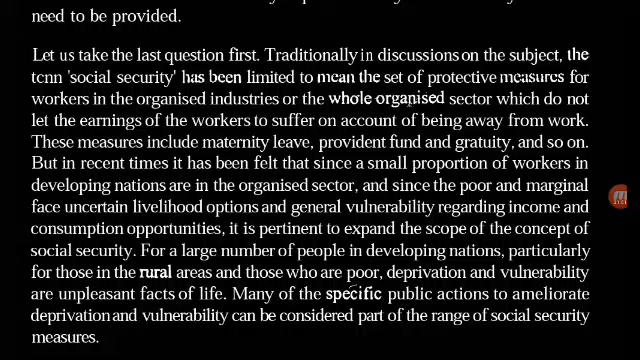 need to be provided.
Let us take the last question first. Traditionally in discussions on the subject, the
tcnn 'social security' has been limited to mean the set of protective measures for
workers in the organised industries or the whole organised sector which do not
let the earnings of the workers to suffer on account of being away from work.
These measures include maternity leave, provident fund and gratuity, and so on.
But in recent times it has been felt that since a small proportion of workers in
developing nations are in the organised sector, and since the poor and marginal
face uncertain livelihood options and general vulnerability regarding income and
consumption opportunities, it is pertinent to expand the scope of the concept of
social security. For a large number of people in developing nations, particularly
for those in the rural areas and those who are poor, deprivation and vulnerability
are unpleasant facts of life. Many of the specific public actions to ameliorate
deprivation and vulnerability can be considered part of the range of social security
measures.